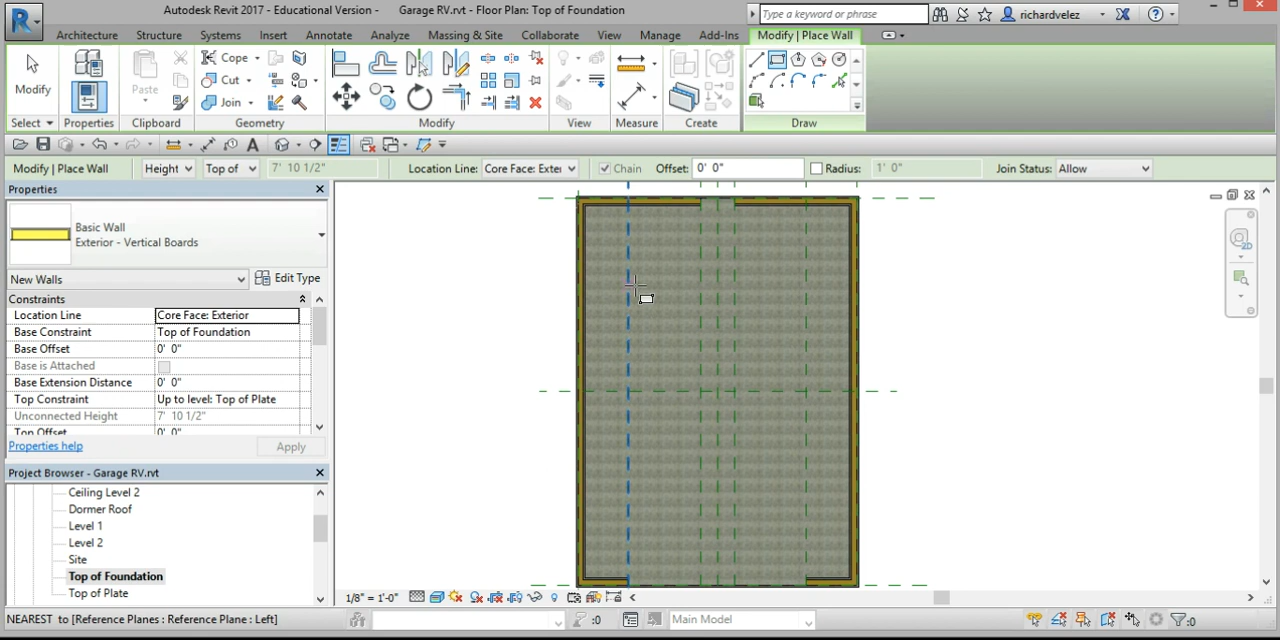 Autodesk Revit 2017 - Educational Version - Garage RV.rvt - Floor Plan: Top of Foundation
Type a keyword or phrase
richardvelez
Architecture Structure Systems Insert Annotate Analyze Massing & Site Collaborate View Manage Add-Ins Modify | Place Wall
Modify
Paste
Cope
Cut
Join
Select Properties Clipboard Geometry Modify View Measure Create Draw
Modify | Place Wall Height Top of 7' 10 1/2" Location Line: Core Face: Exter Chain Offset: 0' 0" Radius: 1' 0" Join Status: Allow
Properties
Basic Wall
Exterior - Vertical Boards
New Walls Edit Type
Constraints
Location Line Core Face: Exterior
Base Constraint Top of Foundation
Base Offset 0' 0"
Base is Attached
Base Extension Distance 0' 0"
Top Constraint Up to level: Top of Plate
Unconnected Height 7' 10 1/2"
Top Offset 0' 0"
Properties help Apply
Project Browser - Garage RV.rvt
Ceiling Level 2
Dormer Roof
Level 1
Level 2
Site
Top of Foundation
Top of Plate
2D
1/8" = 1'-0"
NEAREST to [Reference Planes : Reference Plane : Left]
:0
Main Model
:0